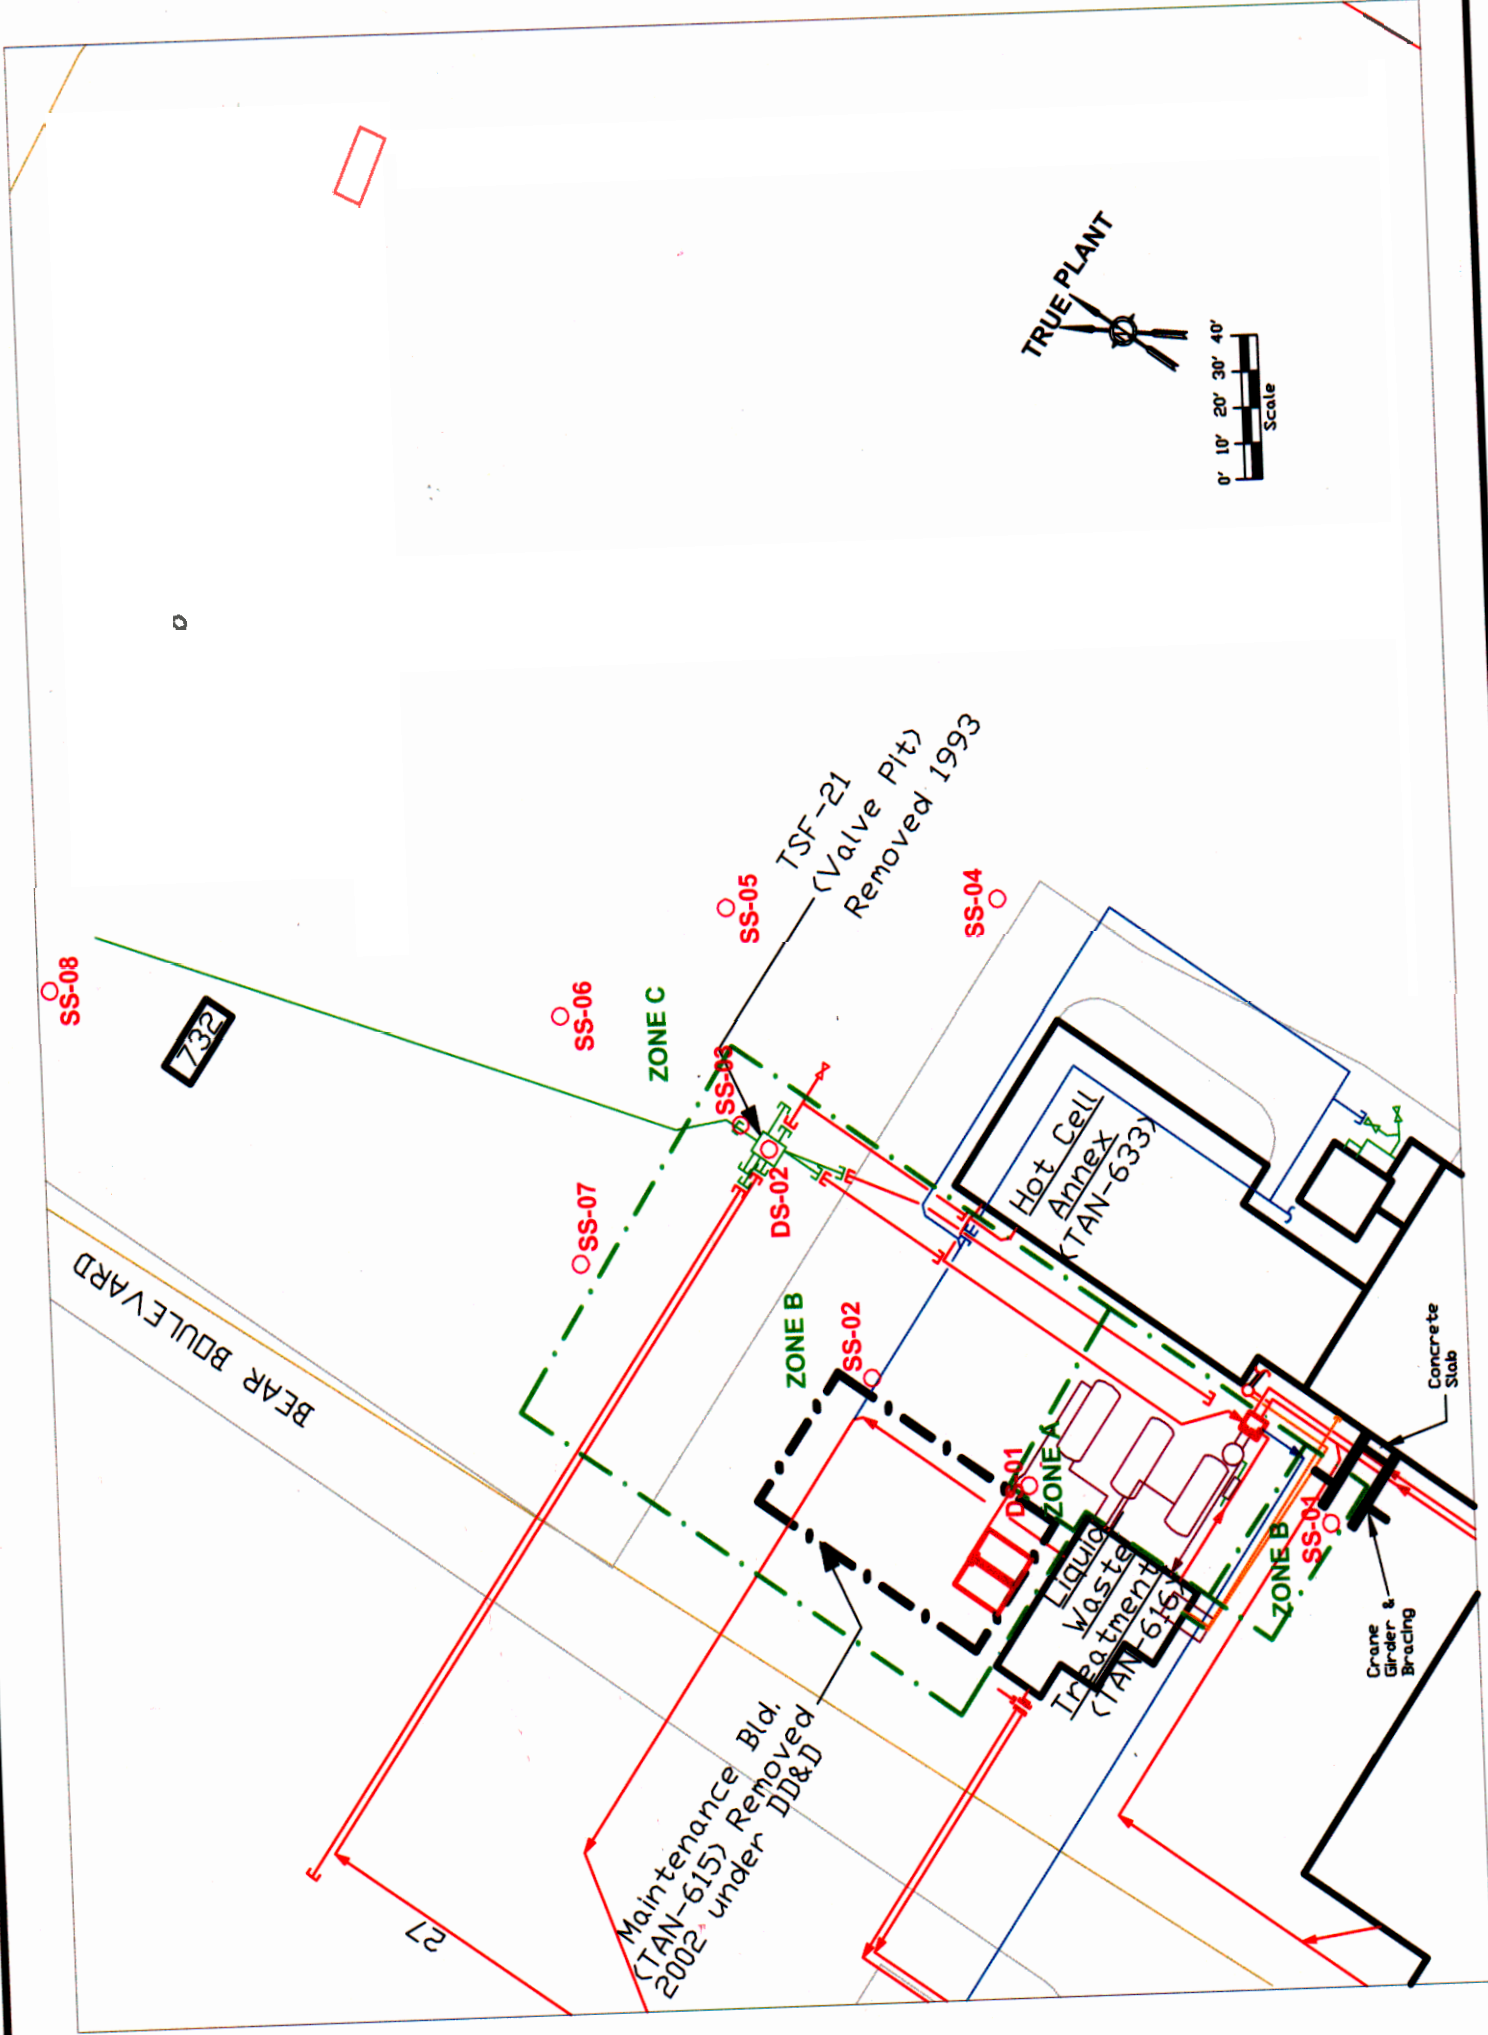 SS-08
732
SS-06
ZONE C
SS-05
TSF-21
(Valve Pit)
Removed 1993
SS-04
SS-03
DS-02
SS-07
BEAR BOULEVARD
ZONE B
SS-02
Hot Cell
Annex
(TAN-633)
TRUE
PLANT
N
0' 10' 20' 30' 40'
Scale
ZONE A
Liquid
Waste
Treatment
(TAN-616)
ZONE B
SS-01
Concrete
Slab
Crane
Girder &
Bracing
Maintenance Bld.
(TAN-615) Removed
2002 under DD&D
27